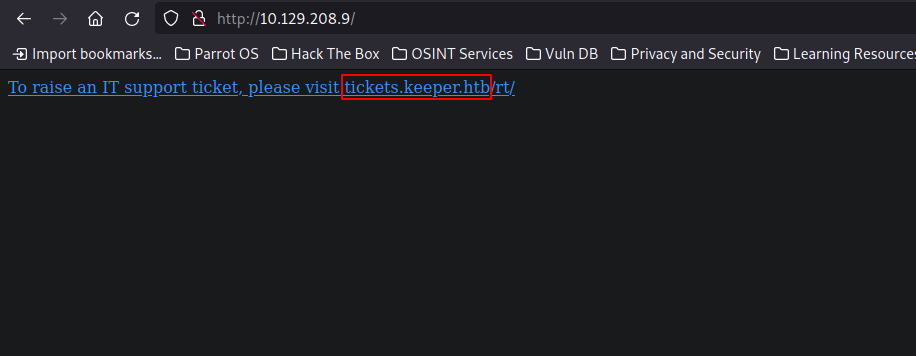 http://10.129.208.9/
Import bookmarks... Parrot OS Hack The Box OSINT Services Vuln DB Privacy and Security Learning Resources
To raise an IT support ticket, please visit tickets.keeper.htb/rt/